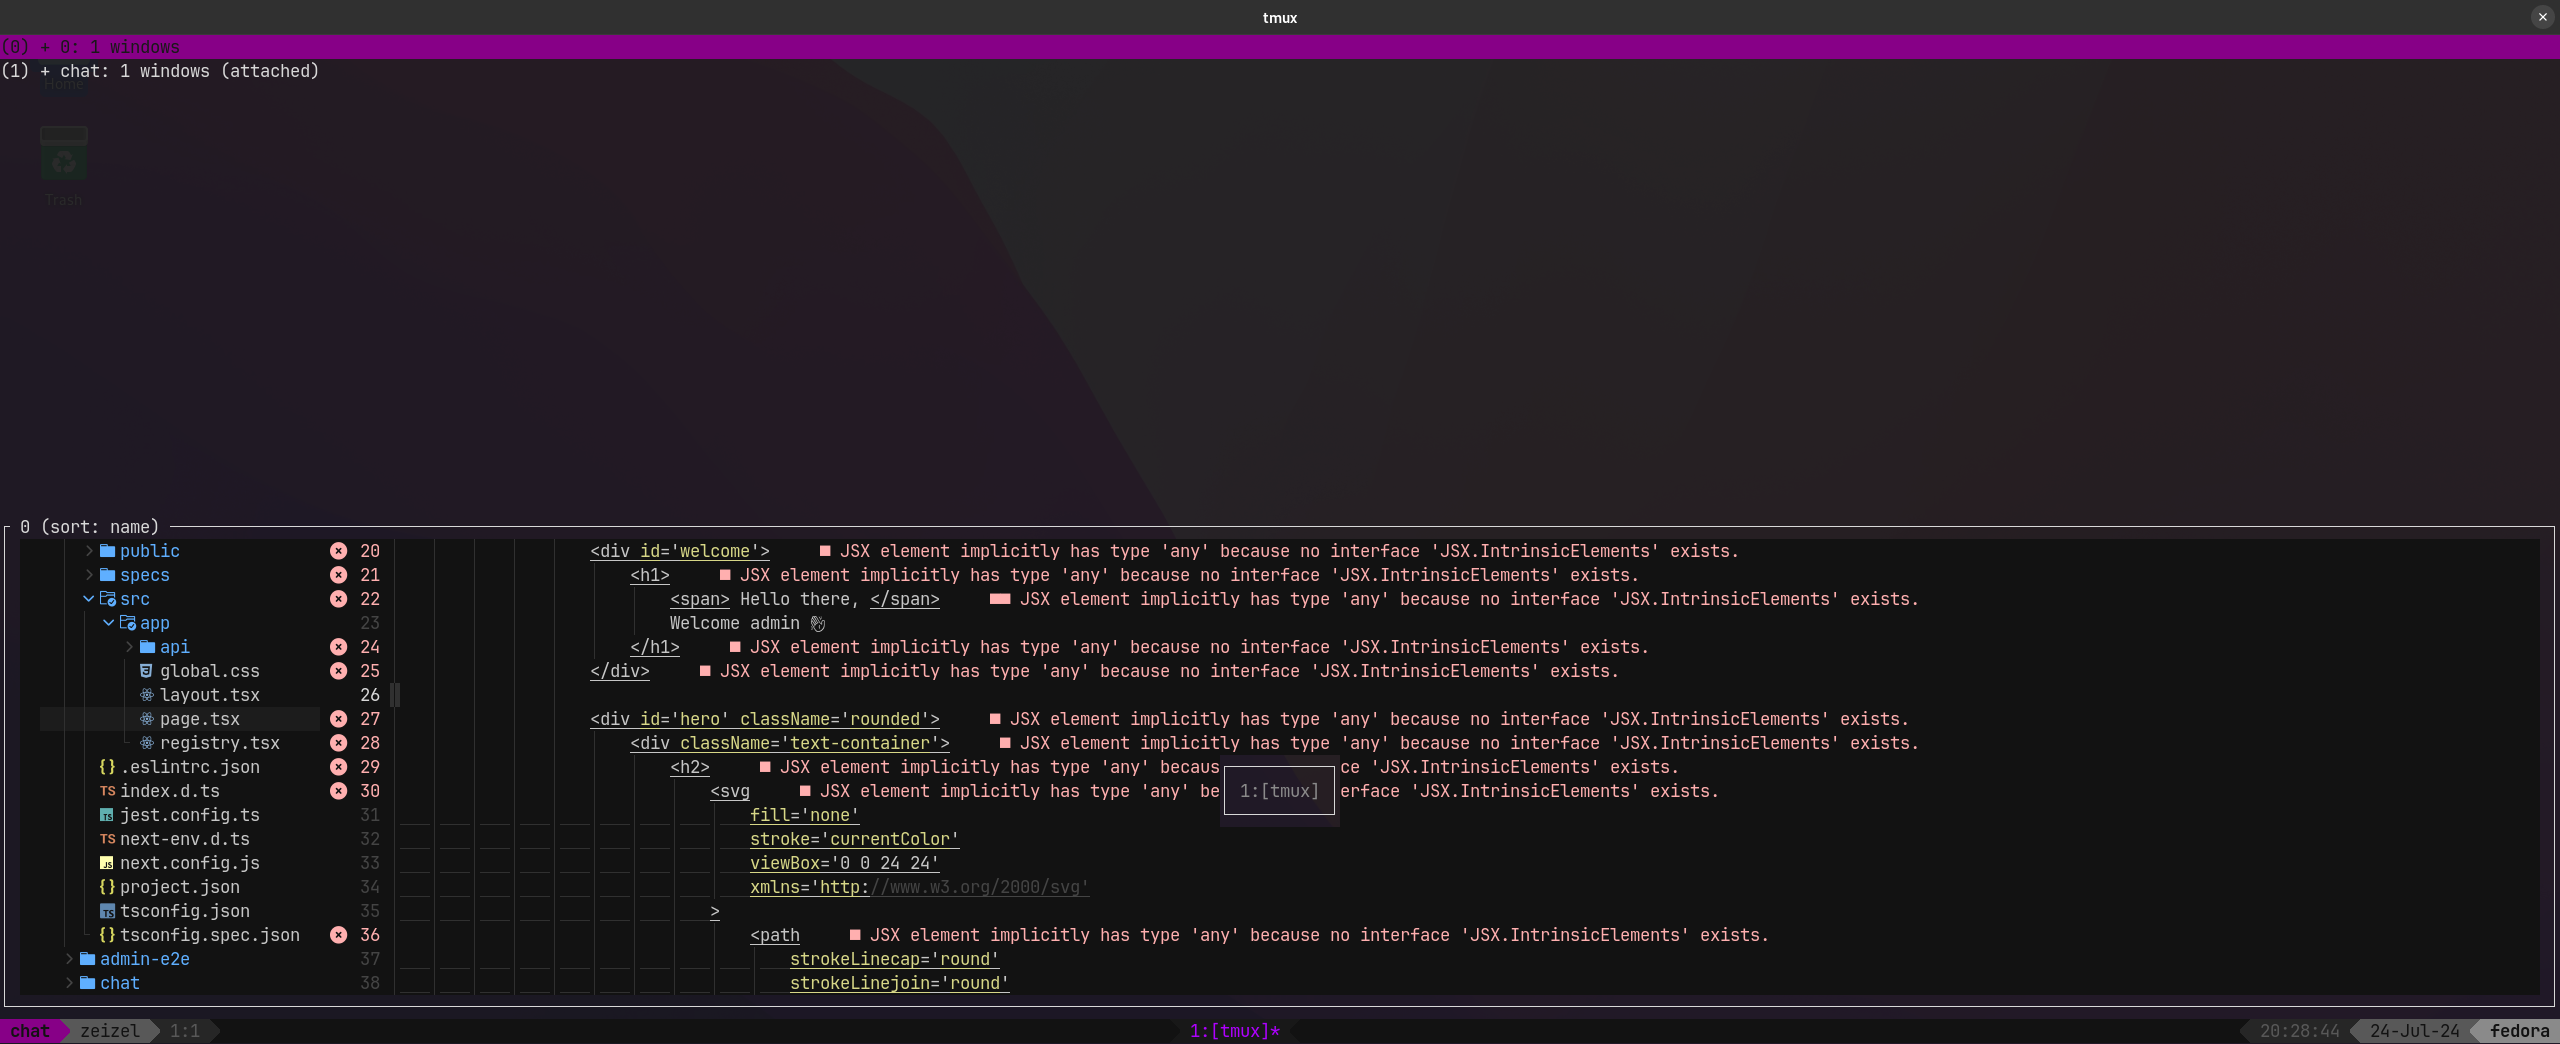 tmux
(0) + 0: 1 windows
(1) + chat: 1 windows (attached)
Home
Trash
0 (sort: name)
public
specs
src
app
api
global.css
layout.tsx
page.tsx
registry.tsx
.eslintrc.json
TS index.d.ts
jest.config.ts
TS next-env.d.ts
next.config.js
project.json
tsconfig.json
tsconfig.spec.json
admin-e2e
chat
20 <div id='welcome'> JSX element implicitly has type 'any' because no interface 'JSX.IntrinsicElements' exists.
21 <h1> JSX element implicitly has type 'any' because no interface 'JSX.IntrinsicElements' exists.
22 <span> Hello there, </span> JSX element implicitly has type 'any' because no interface 'JSX.IntrinsicElements' exists.
23 Welcome admin 👋
24 </h1> JSX element implicitly has type 'any' because no interface 'JSX.IntrinsicElements' exists.
25 </div> JSX element implicitly has type 'any' because no interface 'JSX.IntrinsicElements' exists.
26
27 <div id='hero' className='rounded'> JSX element implicitly has type 'any' because no interface 'JSX.IntrinsicElements' exists.
28 <div className='text-container'> JSX element implicitly has type 'any' because no interface 'JSX.IntrinsicElements' exists.
29 <h2> JSX element implicitly has type 'any' becaus ce 'JSX.IntrinsicElements' exists.
30 <svg JSX element implicitly has type 'any' be erface 'JSX.IntrinsicElements' exists.
1:[tmux]
31 fill='none'
32 stroke='currentColor'
33 viewBox='0 0 24 24'
34 xmlns='http://www.w3.org/2000/svg'
35 >
36 <path JSX element implicitly has type 'any' because no interface 'JSX.IntrinsicElements' exists.
37 strokeLinecap='round'
38 strokeLinejoin='round'
chat zeizel 1:1 1:[tmux]* 20:28:44 24-Jul-24 fedora